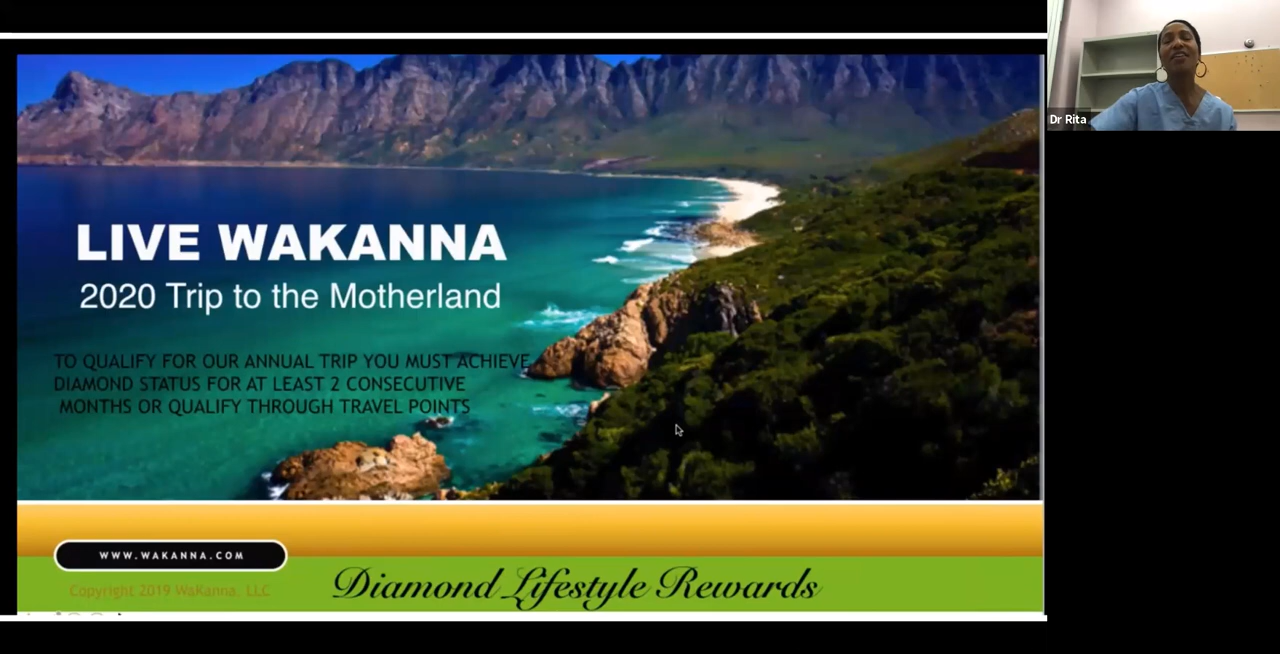 LIVE WAKANNA
2020 Trip to the Motherland
TO QUALIFY FOR OUR ANNUAL TRIP YOU MUST ACHIEVE
DIAMOND STATUS FOR AT LEAST 2 CONSECUTIVE
MONTHS OR QUALIFY THROUGH TRAVEL POINTS
WWW.WAKANNA.COM
Copyright 2019 WaKanna, LLC
Diamond Lifestyle Rewards
Dr Rita